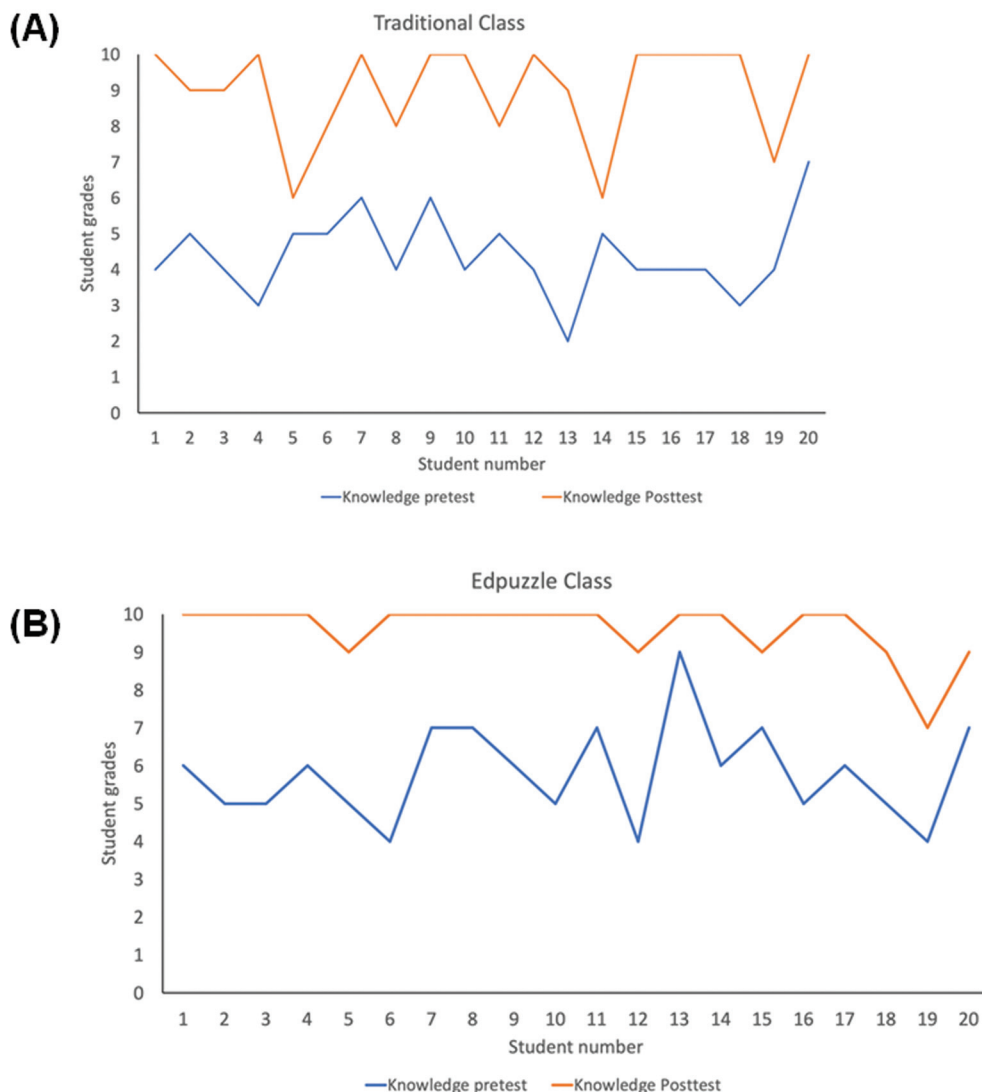 (A)
Traditional Class
10
9
8
7
6
5
4
3
2
1
0
Student grades
1 2 3 4 5 6 7 8 9 10 11 12 13 14 15 16 17 18 19 20
Student number
Knowledge pretest Knowledge Posttest
(B)
Edpuzzle Class
10
9
8
7
6
5
4
3
2
1
0
Student grades
1 2 3 4 5 6 7 8 9 10 11 12 13 14 15 16 17 18 19 20
Student number
Knowledge pretest Knowledge Posttest